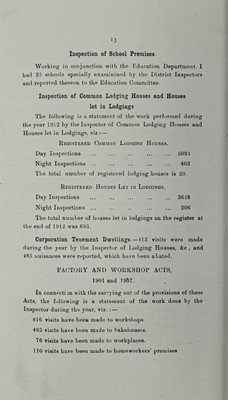 13
Inspection of School Premises.
Working in conjunction with the Education Department. I
had 35 schools specially examinined by the District Inspectors
and reported thereon to the Education Committee.
Inspection of Common Lodging Houses and Houses
let in Lodgings
The following is a statement of the work performed during
the year 1912 by the Inspector of Common Lodging Houses and
Houses let in Lodgings, viz:—
Registered Common Lodging Houses.
Day Inspections ... ... ... ... ... 5091
Night Inspections .. ... ... ... ... 403
The total number of registered lodging houses is 29.
Registered Houses Let in Lodgings.
Day Inspections ... ... ... ... ... 3628
Night Inspections ... ... ... ... ... 206
The total number of houses let in lodgings on the register at
the end of 1912 was 695.
Corporation Tenement Dwellings.—413 visits were made
during the year by the Inspector of Lodging Houses, &c, and
485 nuisances were reported, which have been abated.
FACTORY AND WORKSHOP ACTS,
1901 and 1907.
In connection with the carrying out of the provisions of these
Acts, the following is a statement of the work done by the
Inspector during the year, viz. :—
816 visits have been made to workshops
483 visits have been made to bakehouses.
76 visits have been made to workplaces.
110 visits have been made to homeworkers' premises